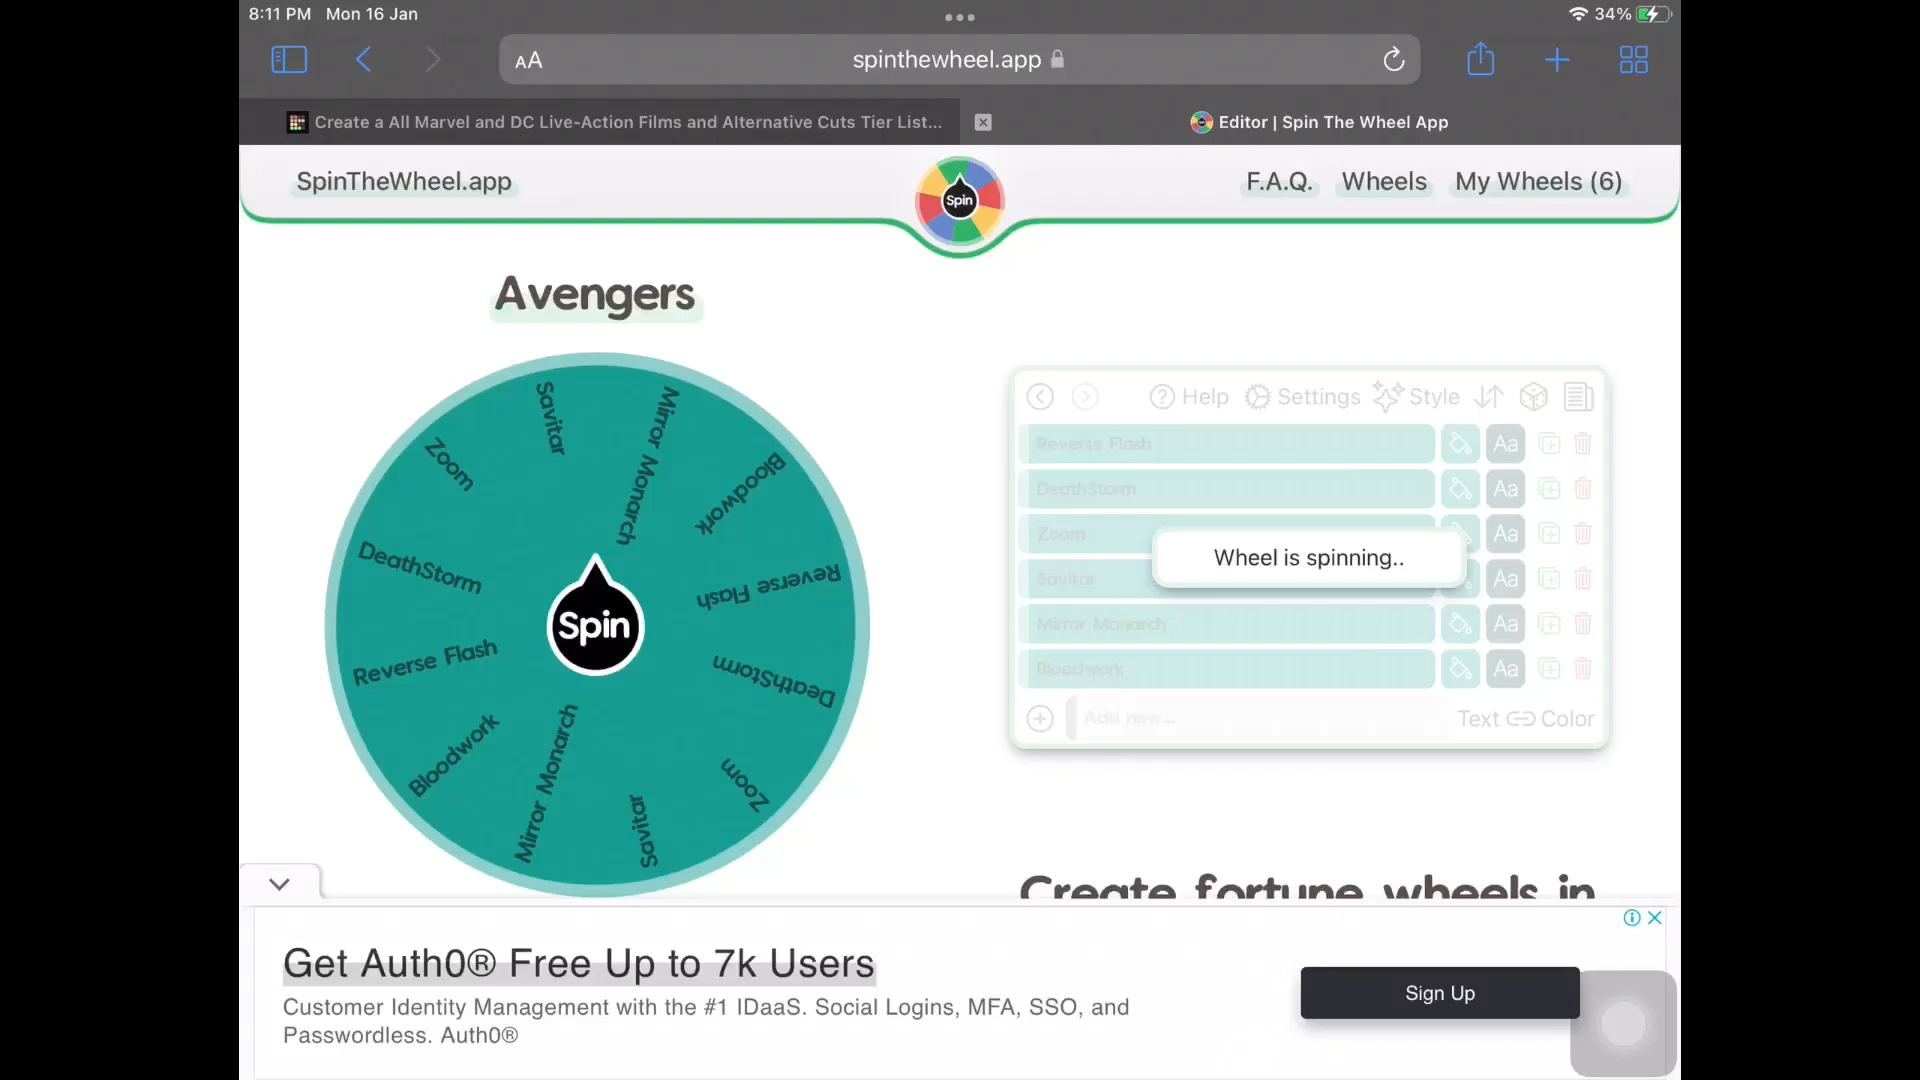 8:11 PM Mon 16 Jan
34%
AA
spinthewheel.app
Create a All Marvel and DC Live-Action Films and Alternative Cuts Tier List...
Editor | Spin The Wheel App
SpinTheWheel.app
Spin
F.A.Q. Wheels My Wheels (6)
Avengers
Savitar
Mirror Monarch
Zoom
Bloodwork
DeathStorm
Reverse Flash
Spin
Reverse Flash
DeathStorm
Bloodwork
Mirror Monarch
Savitar
Zoom
Help Settings Style
Reverse Flash Aa
DeathStorm Aa
Zoom Aa
Wheel is spinning..
Savitar Aa
Mirror Monarch Aa
Bloodwork Aa
Add new... Text Color
Create fortune wheels in
Get Auth0® Free Up to 7k Users
Customer Identity Management with the #1 IDaaS. Social Logins, MFA, SSO, and
Passwordless. Auth0®
Sign Up